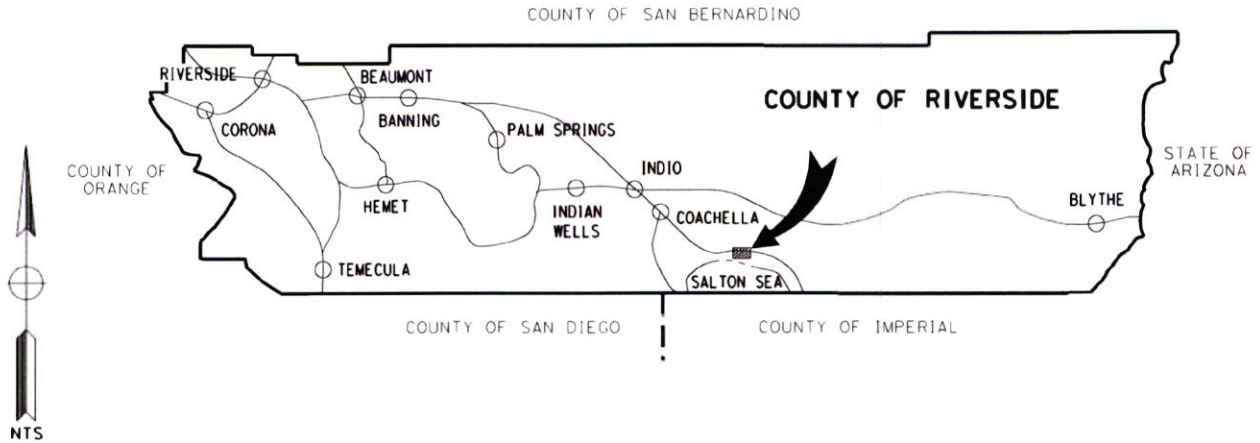 COUNTY OF SAN BERNARDINO
RIVERSIDE
BEAUMONT
COUNTY OF RIVERSIDE
BANNING
CORONA
PALM SPRINGS
COUNTY OF
ORANGE
STATE OF
ARIZONA
INDIO
HEMET
INDIAN
WELLS
COACHELLA
BLYTHE
TEMECULA
SALTON SEA
COUNTY OF SAN DIEGO
COUNTY OF IMPERIAL
NTS